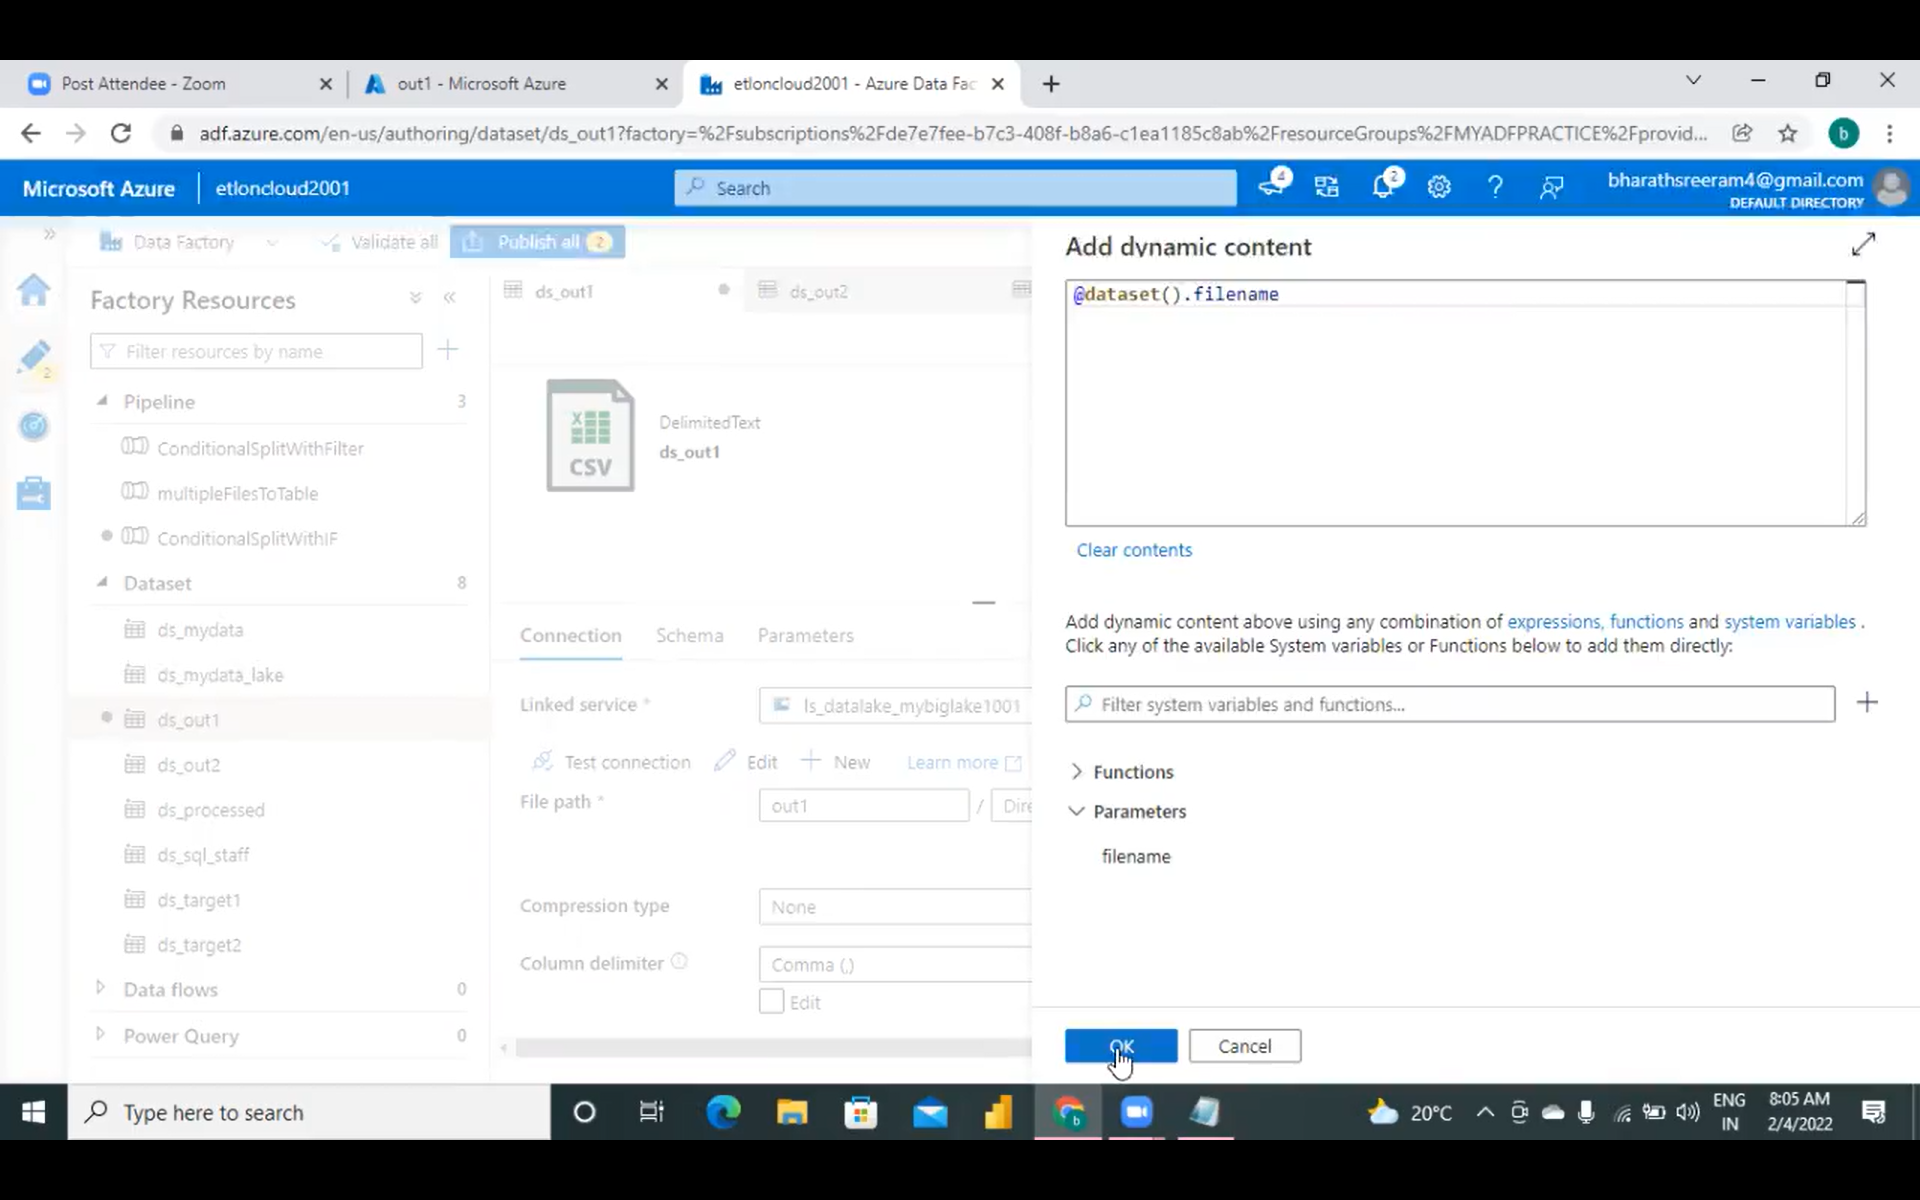 Post Attendee - Zoom
out1 - Microsoft Azure
etloncloud2001 - Azure Data Fac
adf.azure.com/en-us/authoring/dataset/ds_out1?factory=%2Fsubscriptions%2Fde7e7fee-b7c3-408f-b8a6-c1ea1185c8ab%2FresourceGroups%2FMYADFPRACTICE%2Fprovid...
b
Microsoft Azure
etloncloud2001
Search
4
2
bharathsreeram4@gmail.com
DEFAULT DIRECTORY
Data Factory
Validate all
Publish all 2
Factory Resources
Filter resources by name
2
Pipeline 3
ConditionalSplitWithFilter
multipleFilesToTable
ConditionalSplitWithIF
Dataset 8
ds_mydata
ds_mydata_lake
ds_out1
ds_out2
ds_processed
ds_sql_staff
ds_target1
ds_target2
Data flows 0
Power Query 0
ds_out1
ds_out2
X
CSV
DelimitedText
ds_out1
Connection Schema Parameters
Linked service *
ls_datalake_mybiglake1001
Test connection Edit New Learn more
File path *
out1 / Dire
Compression type
None
Column delimiter
Comma (,)
Edit
Add dynamic content
@dataset().filename
Clear contents
Add dynamic content above using any combination of expressions, functions and system variables .
Click any of the available System variables or Functions below to add them directly:
Filter system variables and functions...
Functions
Parameters
filename
OK Cancel
Type here to search
b
20°C
ENG
IN
8:05 AM
2/4/2022